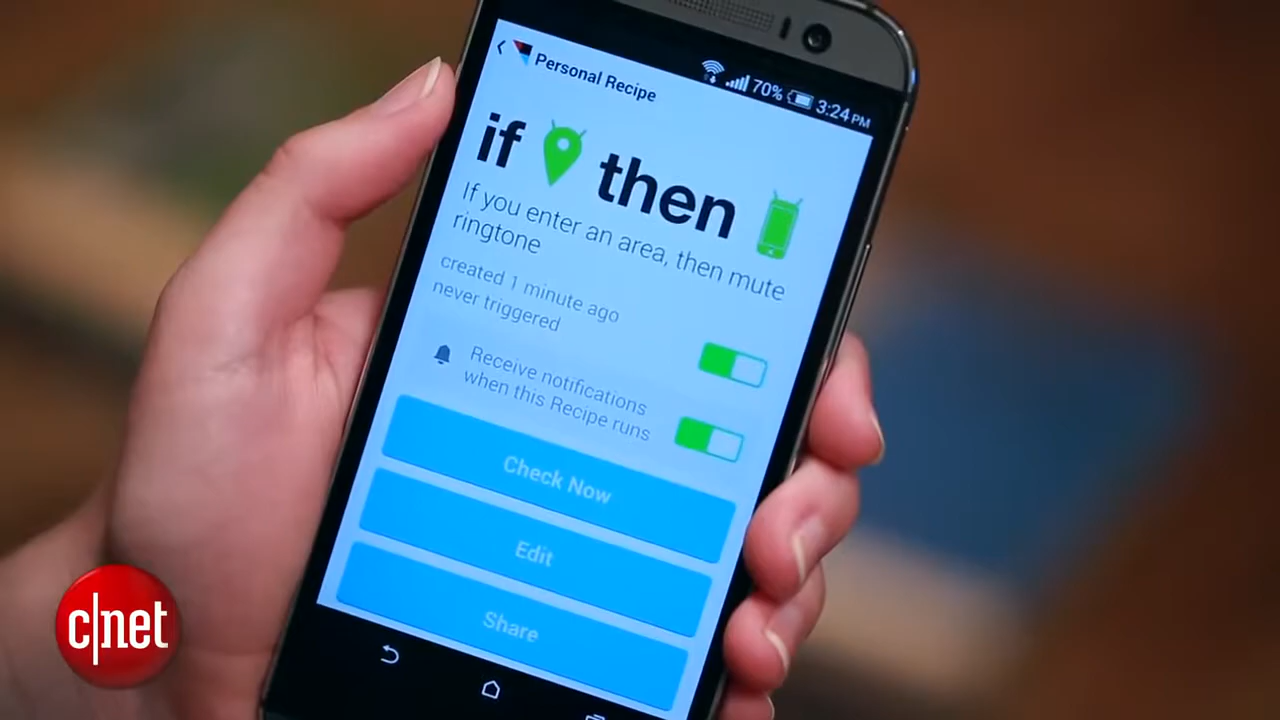 Personal Recipe
70% 3:24 PM
if then
If you enter an area, then mute
ringtone
created 1 minute ago
never triggered
Receive notifications
when this Recipe runs
Check Now
Edit
Share
c|net